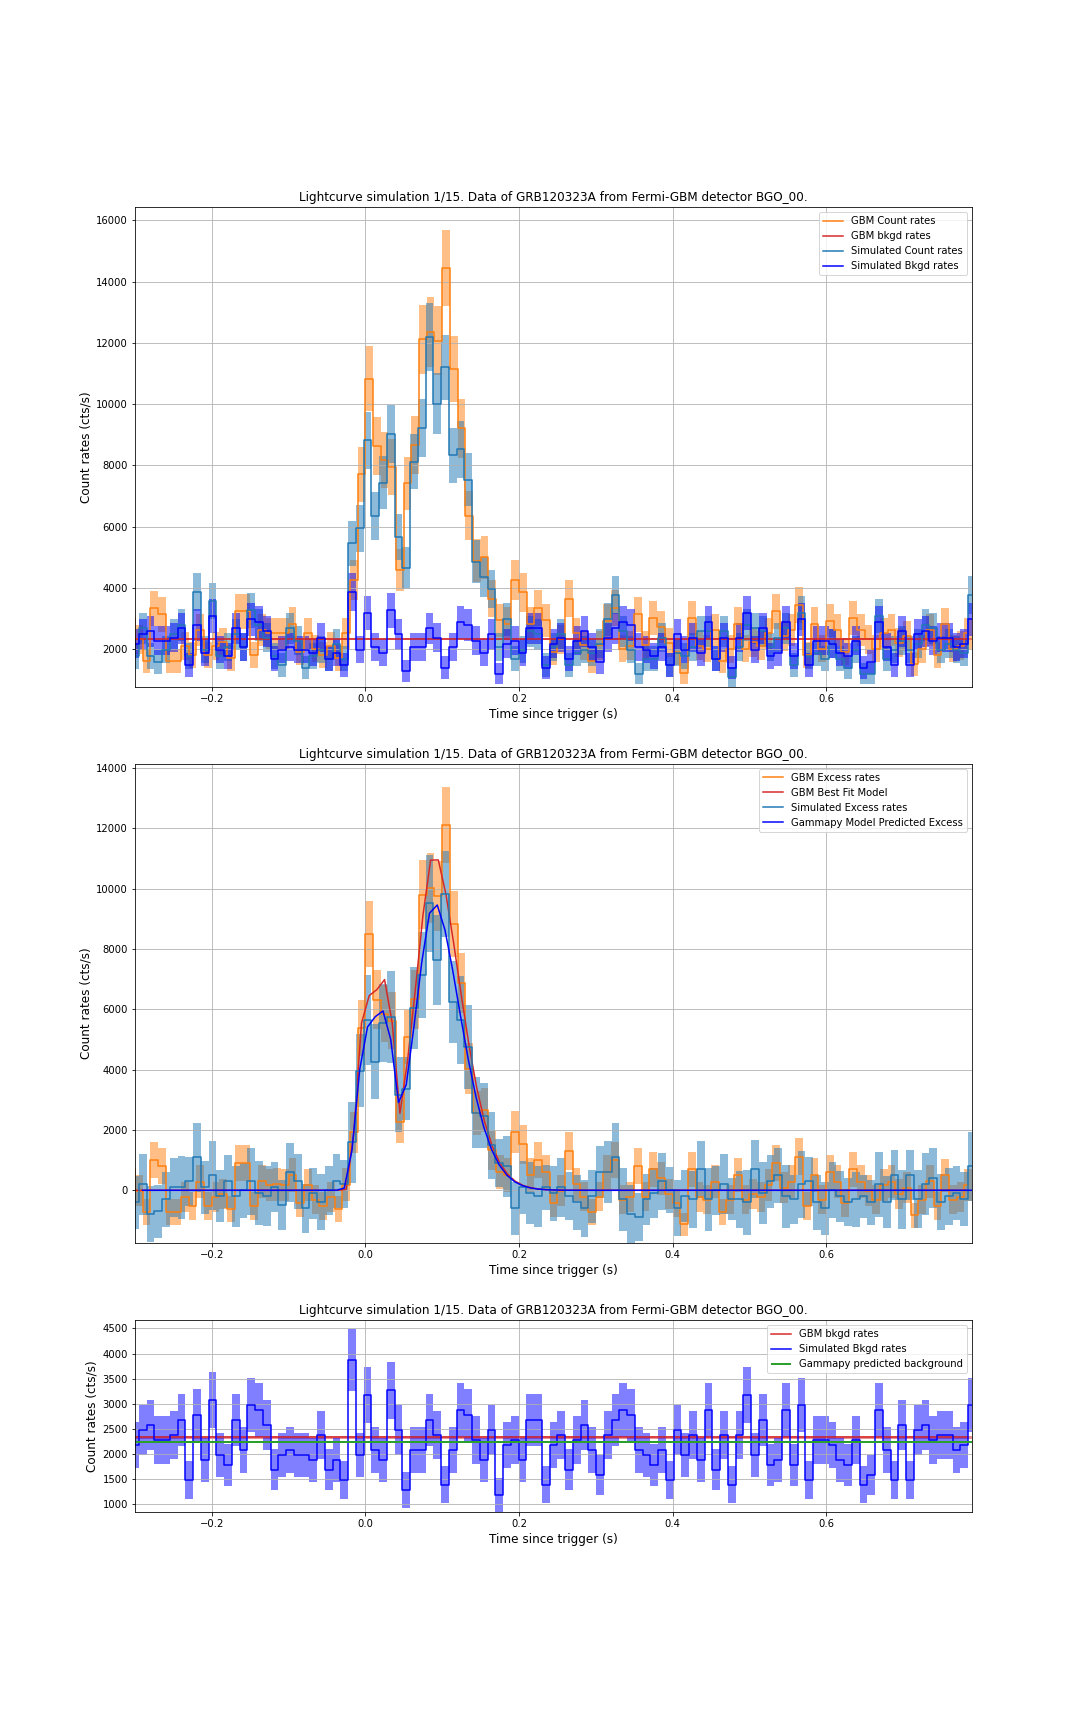 Lightcurve simulation 1/15. Data of GRB120323A from Fermi-GBM detector BGO_00.
16000
14000
12000
10000
8000
6000
4000
2000
Count rates (cts/s)
GBM Count rates
GBM bkgd rates
Simulated Count rates
Simulated Bkgd rates
−0.2 0.0 0.2 0.4 0.6
Time since trigger (s)
Lightcurve simulation 1/15. Data of GRB120323A from Fermi-GBM detector BGO_00.
14000
12000
10000
8000
6000
4000
2000
0
Count rates (cts/s)
GBM Excess rates
GBM Best Fit Model
Simulated Excess rates
Gammapy Model Predicted Excess
−0.2 0.0 0.2 0.4 0.6
Time since trigger (s)
Lightcurve simulation 1/15. Data of GRB120323A from Fermi-GBM detector BGO_00.
4500
4000
3500
3000
2500
2000
1500
1000
Count rates (cts/s)
GBM bkgd rates
Simulated Bkgd rates
Gammapy predicted background
−0.2 0.0 0.2 0.4 0.6
Time since trigger (s)